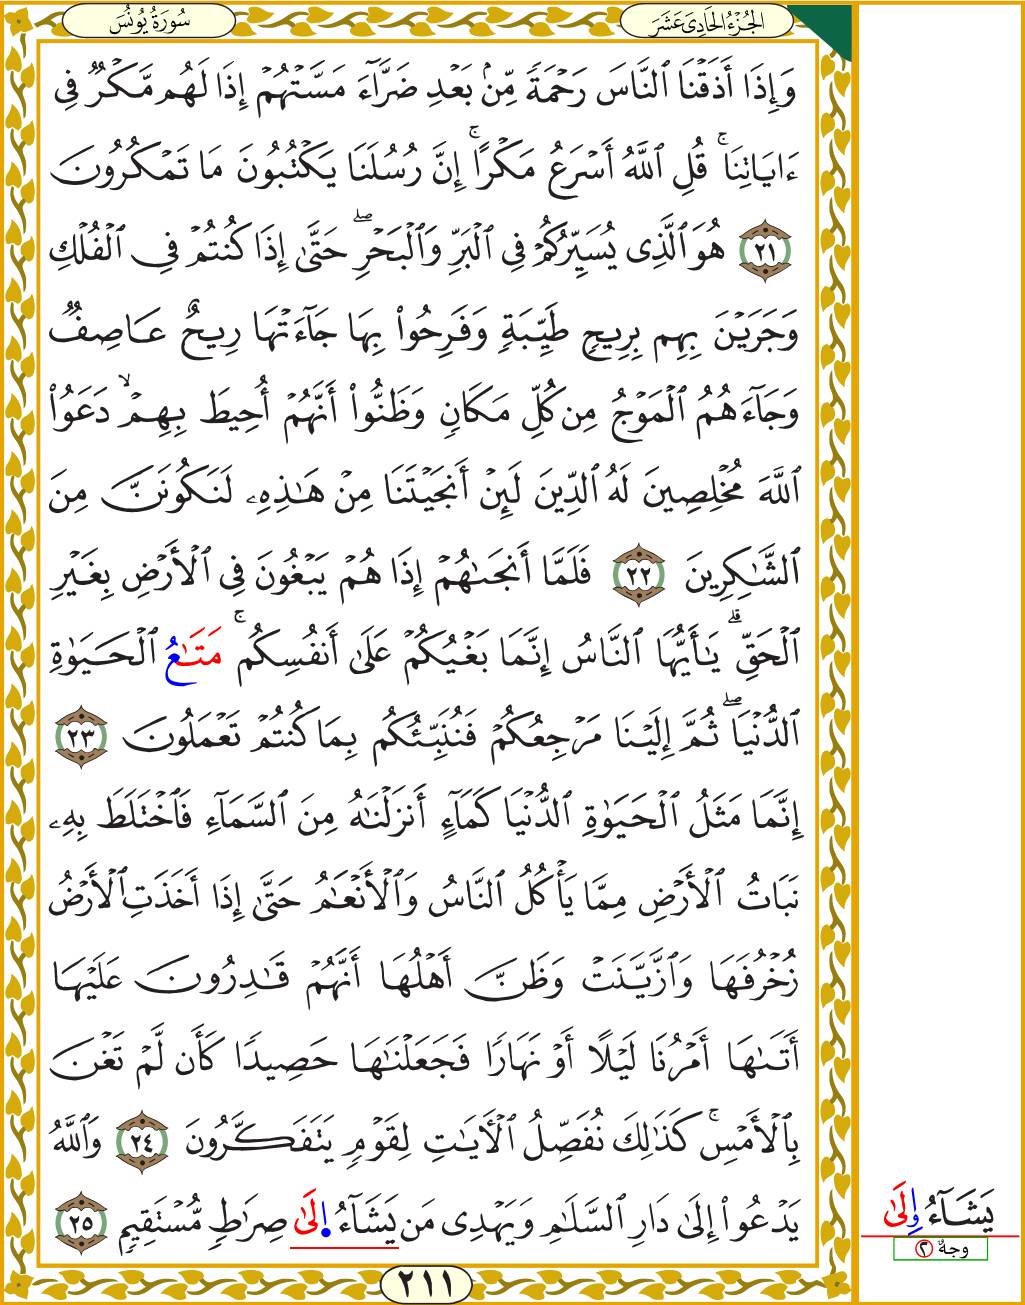 سُورَةُ يُونُسَ
الجُزْءُ الحَادِي عَشَرَ
وَإِذَآ أَذَقۡنَا ٱلنَّاسَ رَحۡمَةٗ مِّنۢ بَعۡدِ ضَرَّآءَ مَسَّتۡهُمۡ إِذَا لَهُم مَّكۡرٞ فِيٓ
ءَايَاتِنَاۚ قُلِ ٱللَّهُ أَسۡرَعُ مَكۡرًاۚ إِنَّ رُسُلَنَا يَكۡتُبُونَ مَا تَمۡكُرُونَ
٢١ هُوَ ٱلَّذِي يُسَيِّرُكُمۡ فِي ٱلۡبَرِّ وَٱلۡبَحۡرِۖ حَتَّىٰٓ إِذَا كُنتُمۡ فِي ٱلۡفُلۡكِ
وَجَرَيۡنَ بِهِم بِرِيحٖ طَيِّبَةٖ وَفَرِحُواْ بِهَا جَآءَتۡهَا رِيحٌ عَاصِفٞ
وَجَآءَهُمُ ٱلۡمَوۡجُ مِن كُلِّ مَكَانٖ وَظَنُّوٓاْ أَنَّهُمۡ أُحِيطَ بِهِمۡۙ دَعَوُاْ
ٱللَّهَ مُخۡلِصِينَ لَهُ ٱلدِّينَ لَئِنۡ أَنجَيۡتَنَا مِنۡ هَٰذِهِۦ لَنَكُونَنَّ مِنَ
ٱلشَّٰكِرِينَ ٢٢ فَلَمَّآ أَنجَىٰهُمۡ إِذَا هُمۡ يَبۡغُونَ فِي ٱلۡأَرۡضِ بِغَيۡرِ
ٱلۡحَقِّۗ يَٰٓأَيُّهَا ٱلنَّاسُ إِنَّمَا بَغۡيُكُمۡ عَلَىٰٓ أَنفُسِكُمۚ مَتَٰعُ ٱلۡحَيَوٰةِ
ٱلدُّنۡيَاۖ ثُمَّ إِلَيۡنَا مَرۡجِعُكُمۡ فَنُنَبِّئُكُم بِمَا كُنتُمۡ تَعۡمَلُونَ ٢٣
إِنَّمَا مَثَلُ ٱلۡحَيَوٰةِ ٱلدُّنۡيَا كَمَآءٍ أَنزَلۡنَٰهُ مِنَ ٱلسَّمَآءِ فَٱخۡتَلَطَ بِهِۦ
نَبَاتُ ٱلۡأَرۡضِ مِمَّا يَأۡكُلُ ٱلنَّاسُ وَٱلۡأَنۡعَٰمُ حَتَّىٰٓ إِذَآ أَخَذَتِ ٱلۡأَرۡضُ
زُخۡرُفَهَا وَٱزَّيَّنَتۡ وَظَنَّ أَهۡلُهَآ أَنَّهُمۡ قَٰدِرُونَ عَلَيۡهَآ
أَتَىٰهَآ أَمۡرُنَا لَيۡلًا أَوۡ نَهَارٗا فَجَعَلۡنَٰهَا حَصِيدٗا كَأَن لَّمۡ تَغۡنَ
بِٱلۡأَمۡسِۚ كَذَٰلِكَ نُفَصِّلُ ٱلۡأٓيَٰتِ لِقَوۡمٖ يَتَفَكَّرُونَ ٢٤ وَٱللَّهُ
يَدۡعُوٓاْ إِلَىٰ دَارِ ٱلسَّلَٰمِ وَيَهۡدِي مَن يَشَآءُ اِ۪لَىٰ صِرَٰطٖ مُّسۡتَقِيمٖ ٢٥
يَشَآءُ وِلَىٰ
وجهٌ ٢
٢١١